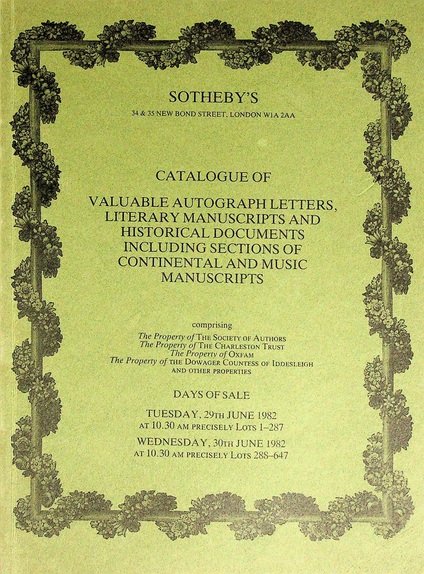 SOTHEBY'S
34 & 35 NEW BOND STREET, LONDON W1A 2AA
CATALOGUE OF
VALUABLE AUTOGRAPH LETTERS,
LITERARY MANUSCRIPTS AND
HISTORICAL DOCUMENTS
INCLUDING SECTIONS OF
CONTINENTAL AND MUSIC
MANUSCRIPTS
comprising
The Property of THE SOCIETY OF AUTHORS
The Property of THE CHARLESTON TRUST
The Property of OXFAM
The Property of THE DOWAGER COUNTESS OF IDDESLEIGH
AND OTHER PROPERTIES
DAYS OF SALE
TUESDAY, 29TH JUNE 1982
AT 10.30 AM PRECISELY LOTS 1–287
WEDNESDAY, 30TH JUNE 1982
AT 10.30 AM PRECISELY LOTS 288–647